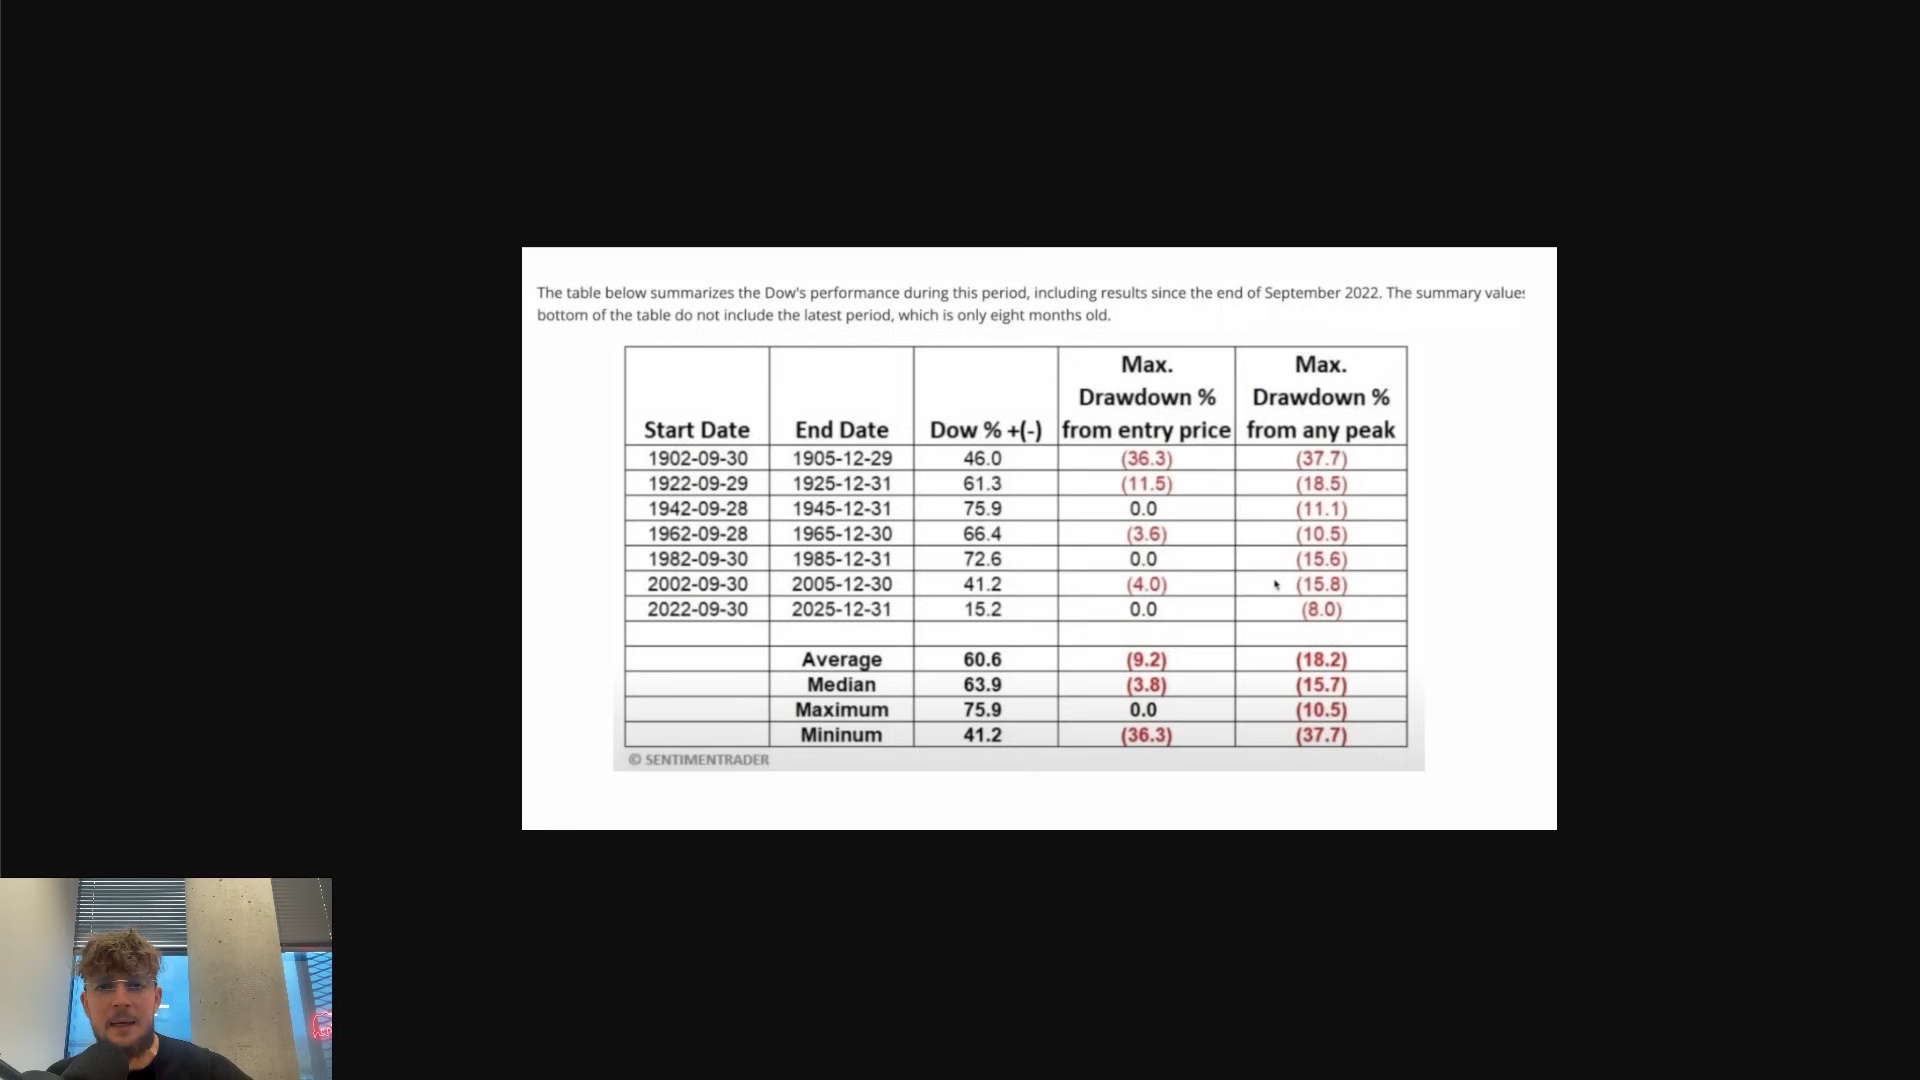 The table below summarizes the Dow's performance during this period, including results since the end of September 2022. The summary values
bottom of the table do not include the latest period, which is only eight months old.
Start Date End Date Dow % +(-) Max. Drawdown % from entry price Max. Drawdown % from any peak
1902-09-30 1905-12-29 46.0 (36.3) (37.7)
1922-09-29 1925-12-31 61.3 (11.5) (18.5)
1942-09-28 1945-12-31 75.9 0.0 (11.1)
1962-09-28 1965-12-30 66.4 (3.6) (10.5)
1982-09-30 1985-12-31 72.6 0.0 (15.6)
2002-09-30 2005-12-30 41.2 (4.0) (15.8)
2022-09-30 2025-12-31 15.2 0.0 (8.0)
Average 60.6 (9.2) (18.2)
Median 63.9 (3.8) (15.7)
Maximum 75.9 0.0 (10.5)
Mininum 41.2 (36.3) (37.7)
© SENTIMENTRADER